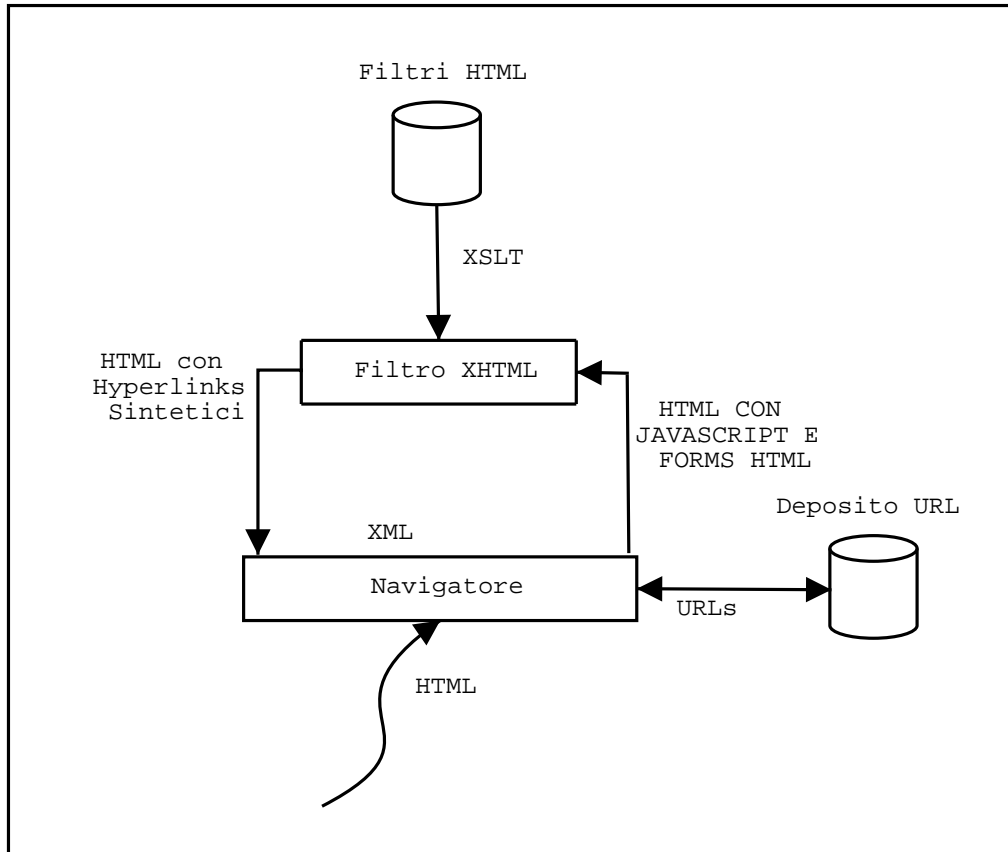 Filtri HTML
XSLT
Filtro XHTML
HTML con
Hyperlinks
Sintetici
HTML CON
JAVASCRIPT E
FORMS HTML
Deposito URL
XML
Navigatore
URLs
HTML